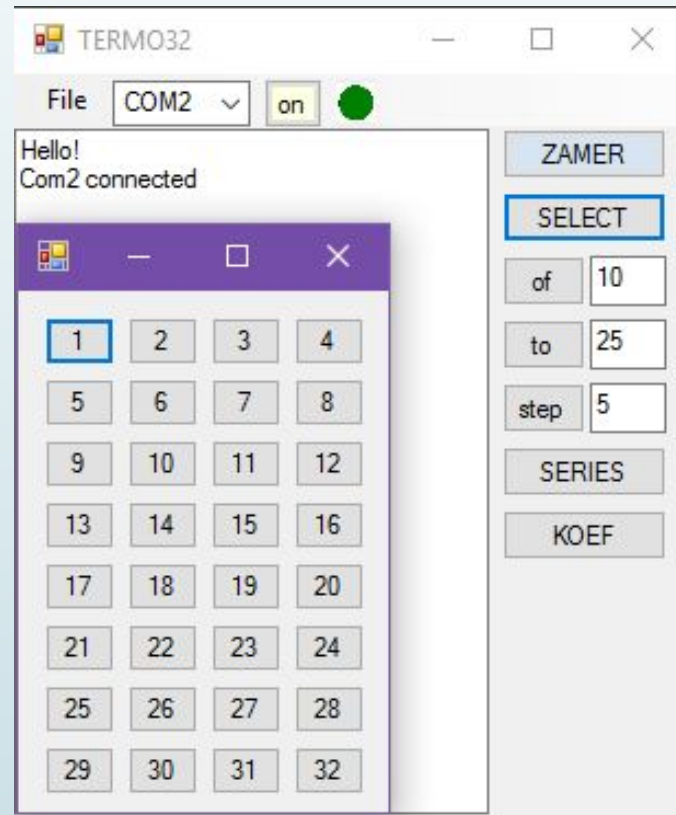 TERMO32
File COM2 on
Hello!
Com2 connected
ZAMER
SELECT
of 10
to 25
step 5
SERIES
KOEF
1 2 3 4
5 6 7 8
9 10 11 12
13 14 15 16
17 18 19 20
21 22 23 24
25 26 27 28
29 30 31 32